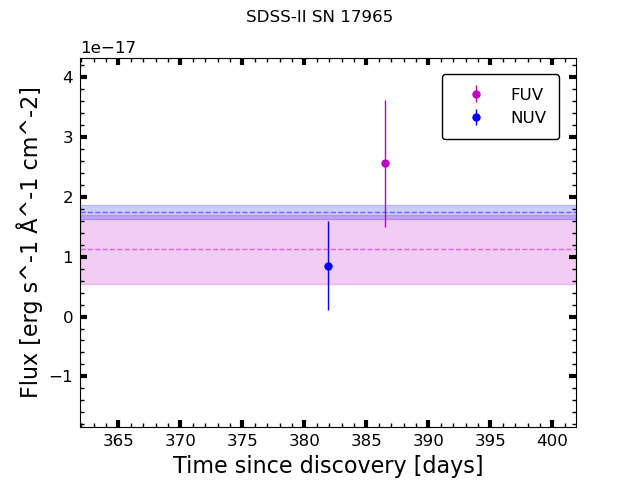 SDSS-II SN 17965
1e−17
4
3
2
1
0
−1
Flux [erg s^-1 Å^-1 cm^-2]
FUV
NUV
365 370 375 380 385 390 395 400
Time since discovery [days]